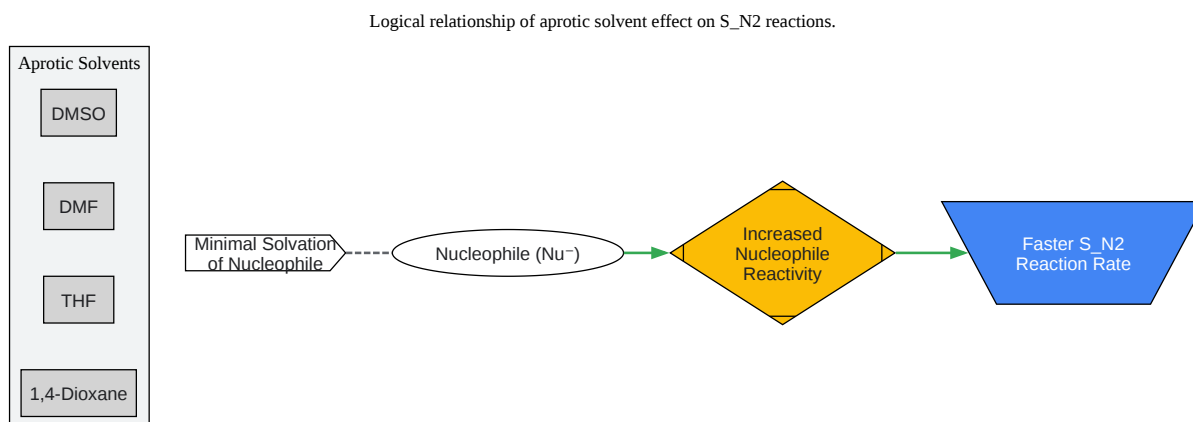 Logical relationship of aprotic solvent effect on S_N2 reactions.
Aprotic Solvents
DMSO
DMF
THF
1,4-Dioxane
Minimal Solvation
of Nucleophile
Nucleophile (Nu⁻)
Increased
Nucleophile
Reactivity
Faster S_N2
Reaction Rate